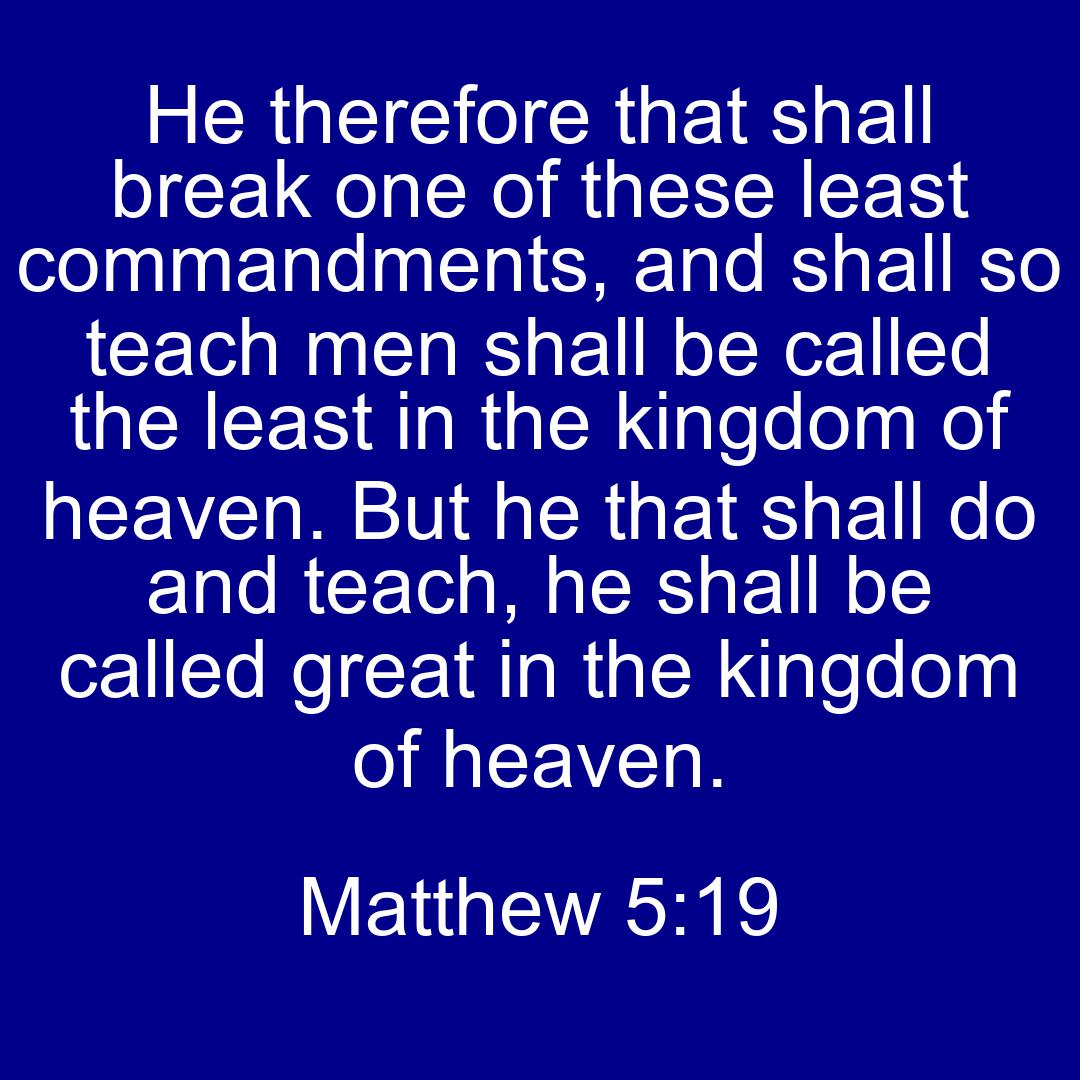 He therefore that shall
break one of these least
commandments, and shall so
teach men shall be called
the least in the kingdom of
heaven. But he that shall do
and teach, he shall be
called great in the kingdom
of heaven.
Matthew 5:19